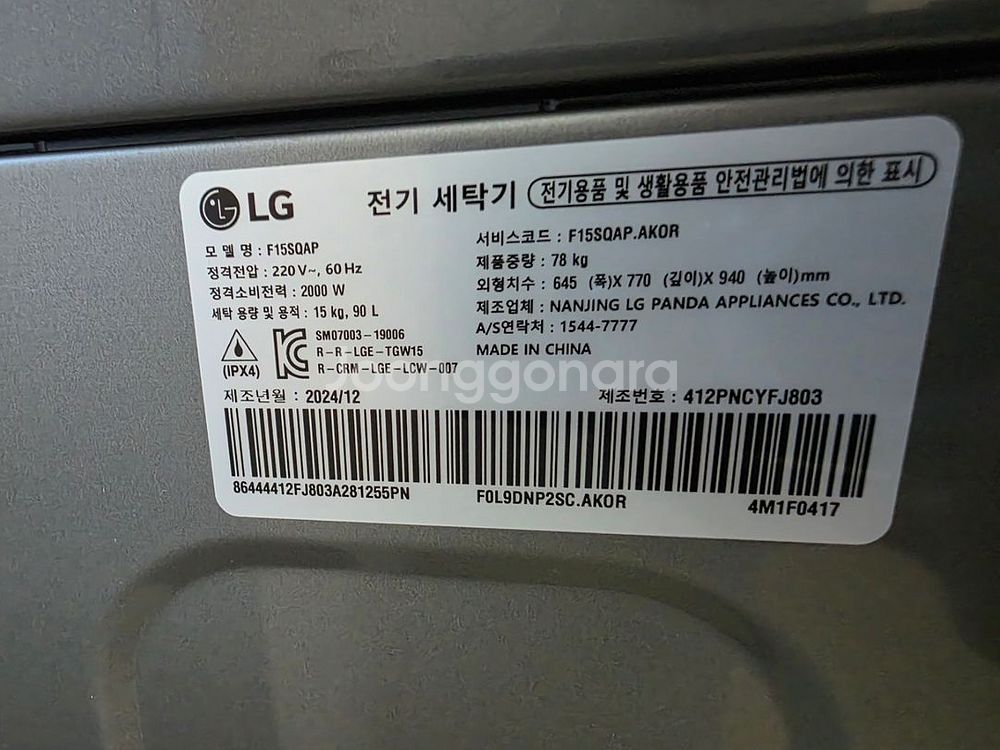 LG 전기 세탁기 전기용품 및 생활용품 안전관리법에 의한 표시
모 델 명 : F15SQAP
정격전압 : 220 V~, 60 Hz
정격소비전력 : 2000 W
세탁 용량 및 용적 : 15 kg, 90 L
서비스코드 : F15SQAP.AKOR
제품중량 : 78 kg
외형치수 : 645 (폭)X 770 (깊이)X 940 (높이)mm
제조업체 : NANJING LG PANDA APPLIANCES CO., LTD.
A/S연락처 : 1544-7777
MADE IN CHINA
(IPX4)
SM07003-19006
R-R-LGE-TGW15
R-CRM-LGE-LCW-007
joonggonara
제조년월 : 2024/12
제조번호 : 412PNCYFJ803
86444412FJ803A281255PN
F0L9DNP2SC.AKOR
4M1F0417